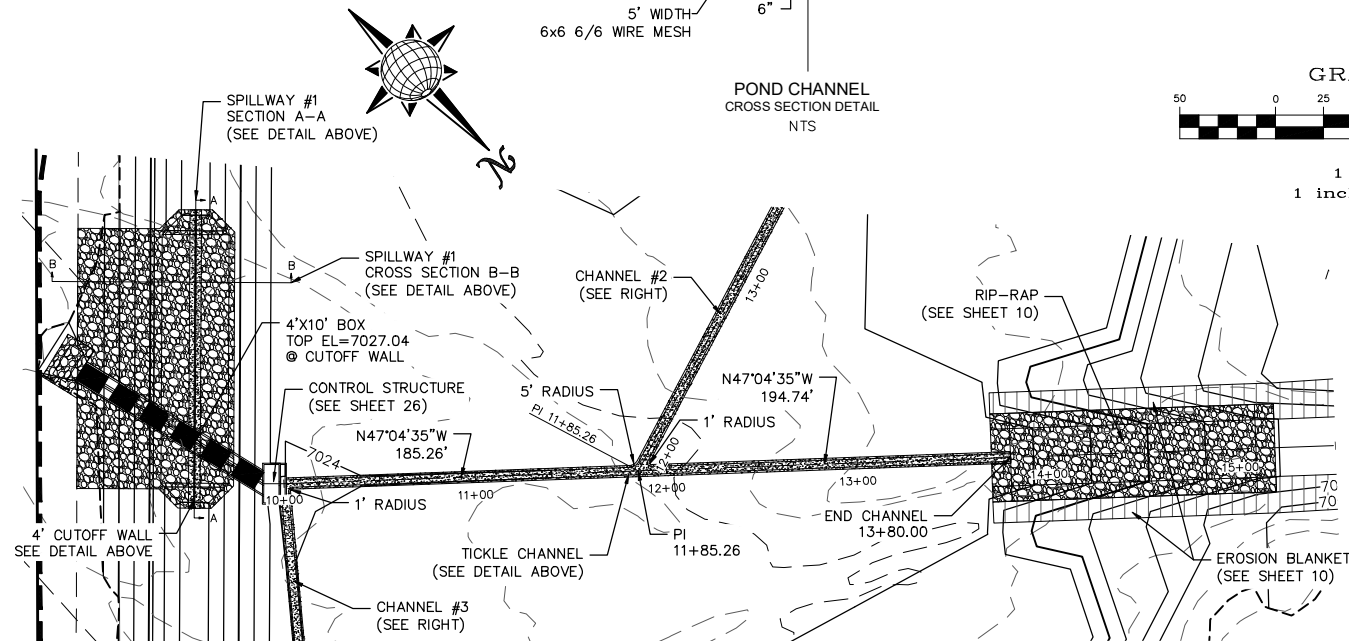 5' WIDTH
6x6 6/6 WIRE MESH
6"
POND CHANNEL
CROSS SECTION DETAIL
NTS
50
0
25
1
1 inc
SPILLWAY #1
SECTION A-A
(SEE DETAIL ABOVE)
N
A
B
B
SPILLWAY #1
CROSS SECTION B-B
(SEE DETAIL ABOVE)
4'X10' BOX
TOP EL=7027.04
@ CUTOFF WALL
CONTROL STRUCTURE
(SEE SHEET 26)
N47°04'35"W
185.26'
7024
10+00
1' RADIUS
11+00
A
4' CUTOFF WALL
SEE DETAIL ABOVE
CHANNEL #3
(SEE RIGHT)
CHANNEL #2
(SEE RIGHT)
13+00
5' RADIUS
PI 11+85.26
1' RADIUS
12+00
N47°04'35"W
194.74'
12+00
13+00
TICKLE CHANNEL
(SEE DETAIL ABOVE)
PI
11+85.26
END CHANNEL
13+80.00
RIP-RAP
(SEE SHEET 10)
14+00
15+00
70
70
EROSION BLANKET
(SEE SHEET 10)